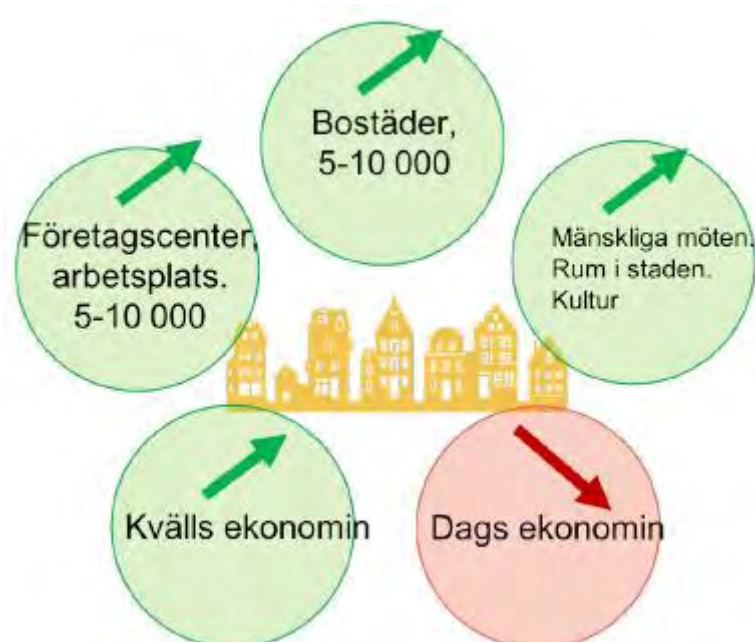 Bostäder,
5-10 000
Företagscenter,
arbetsplats.
5-10 000
Mänskliga möten.
Rum i staden.
Kultur
Kvälls ekonomin
Dags ekonomin